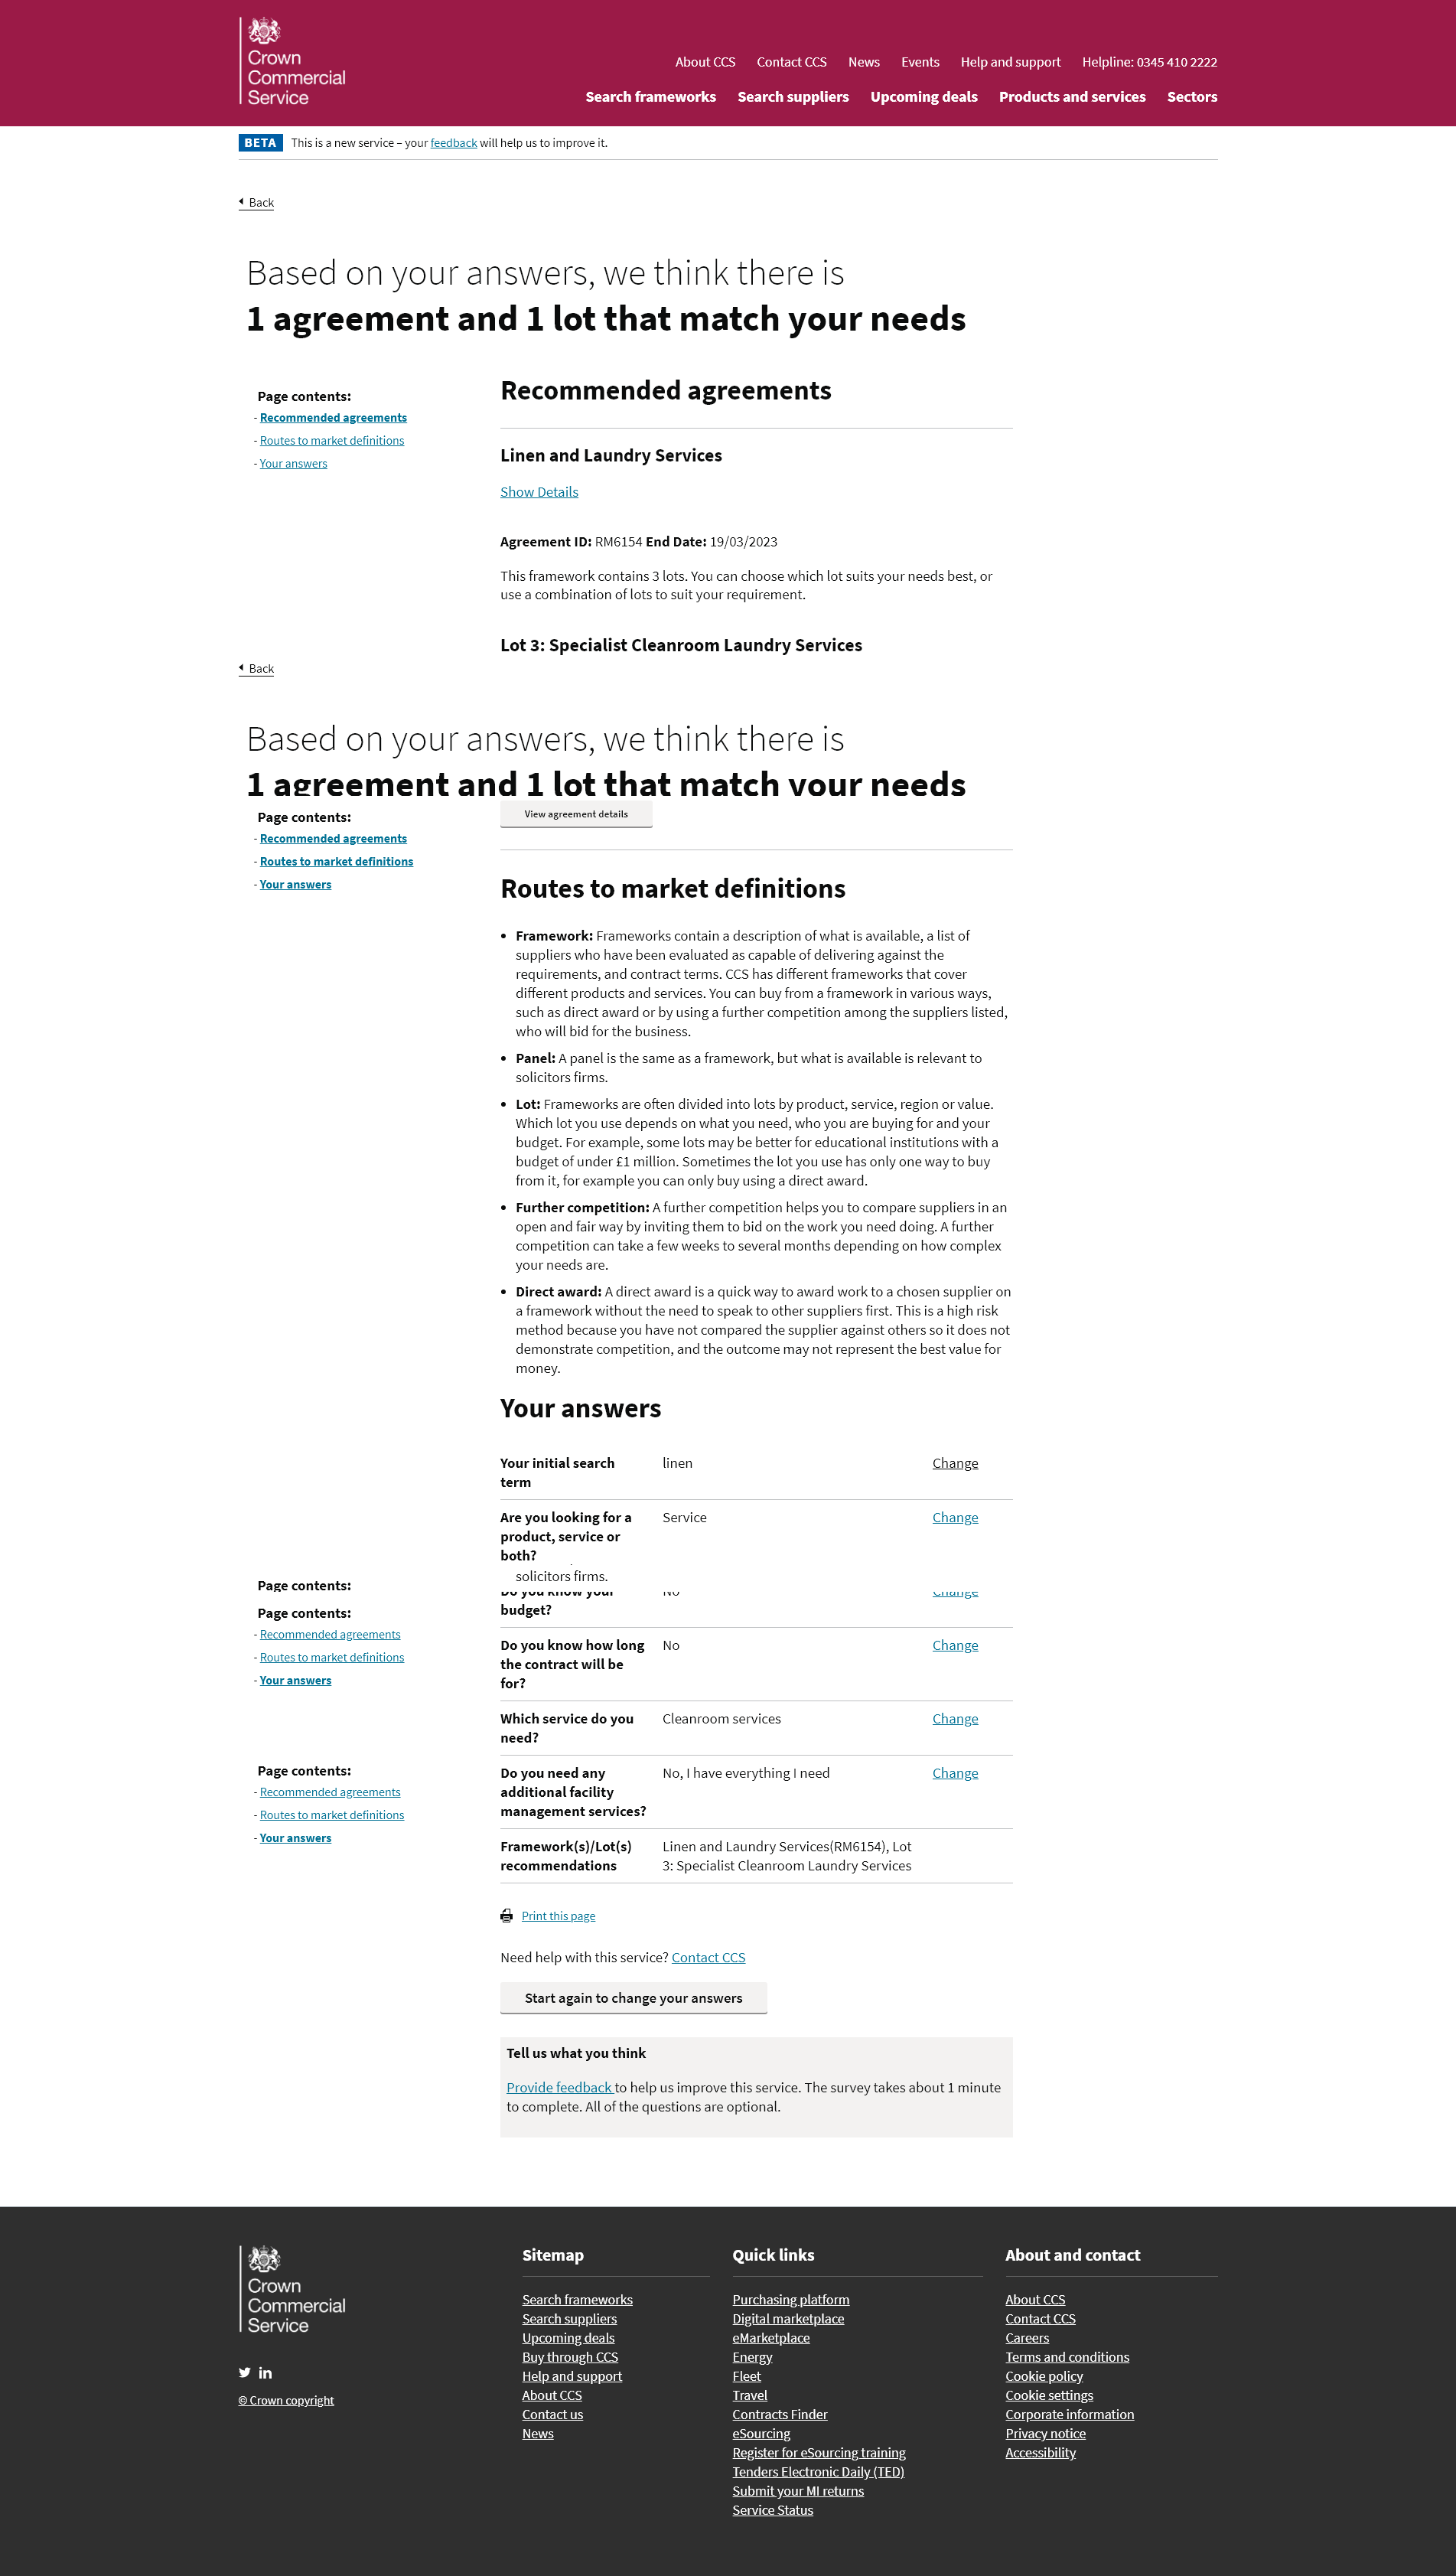 Crown
Commercial
Service
About CCS Contact CCS News Events Help and support Helpline: 0345 410 2222
Search frameworks Search suppliers Upcoming deals Products and services Sectors
BETA This is a new service – your feedback will help us to improve it.
Back
Based on your answers, we think there is
1 agreement and 1 lot that match your needs
Page contents:
- Recommended agreements
- Routes to market definitions
- Your answers
Recommended agreements
Linen and Laundry Services
Show Details
Agreement ID: RM6154 End Date: 19/03/2023
This framework contains 3 lots. You can choose which lot suits your needs best, or
use a combination of lots to suit your requirement.
Lot 3: Specialist Cleanroom Laundry Services
Back
Based on your answers, we think there is
1 agreement and 1 lot that match your needs
Page contents:
- Recommended agreements
- Routes to market definitions
- Your answers
View agreement details
Routes to market definitions
• Framework: Frameworks contain a description of what is available, a list of
suppliers who have been evaluated as capable of delivering against the
requirements, and contract terms. CCS has different frameworks that cover
different products and services. You can buy from a framework in various ways,
such as direct award or by using a further competition among the suppliers listed,
who will bid for the business.
• Panel: A panel is the same as a framework, but what is available is relevant to
solicitors firms.
• Lot: Frameworks are often divided into lots by product, service, region or value.
Which lot you use depends on what you need, who you are buying for and your
budget. For example, some lots may be better for educational institutions with a
budget of under £1 million. Sometimes the lot you use has only one way to buy
from it, for example you can only buy using a direct award.
• Further competition: A further competition helps you to compare suppliers in an
open and fair way by inviting them to bid on the work you need doing. A further
competition can take a few weeks to several months depending on how complex
your needs are.
• Direct award: A direct award is a quick way to award work to a chosen supplier on
a framework without the need to speak to other suppliers first. This is a high risk
method because you have not compared the supplier against others so it does not
demonstrate competition, and the outcome may not represent the best value for
money.
Your answers
Your initial search linen Change
term
Are you looking for a Service Change
product, service or
both?
solicitors firms.
Page contents:
Do you know your No Change
budget?
Page contents:
- Recommended agreements
- Routes to market definitions
- Your answers
Do you know how long No Change
the contract will be
for?
Which service do you Cleanroom services Change
need?
Page contents:
- Recommended agreements
- Routes to market definitions
- Your answers
Do you need any No, I have everything I need Change
additional facility
management services?
Framework(s)/Lot(s) Linen and Laundry Services(RM6154), Lot
recommendations 3: Specialist Cleanroom Laundry Services
Print this page
Need help with this service? Contact CCS
Start again to change your answers
Tell us what you think
Provide feedback to help us improve this service. The survey takes about 1 minute
to complete. All of the questions are optional.
Crown
Commercial
Service
© Crown copyright
Sitemap
Search frameworks
Search suppliers
Upcoming deals
Buy through CCS
Help and support
About CCS
Contact us
News
Quick links
Purchasing platform
Digital marketplace
eMarketplace
Energy
Fleet
Travel
Contracts Finder
eSourcing
Register for eSourcing training
Tenders Electronic Daily (TED)
Submit your MI returns
Service Status
About and contact
About CCS
Contact CCS
Careers
Terms and conditions
Cookie policy
Cookie settings
Corporate information
Privacy notice
Accessibility